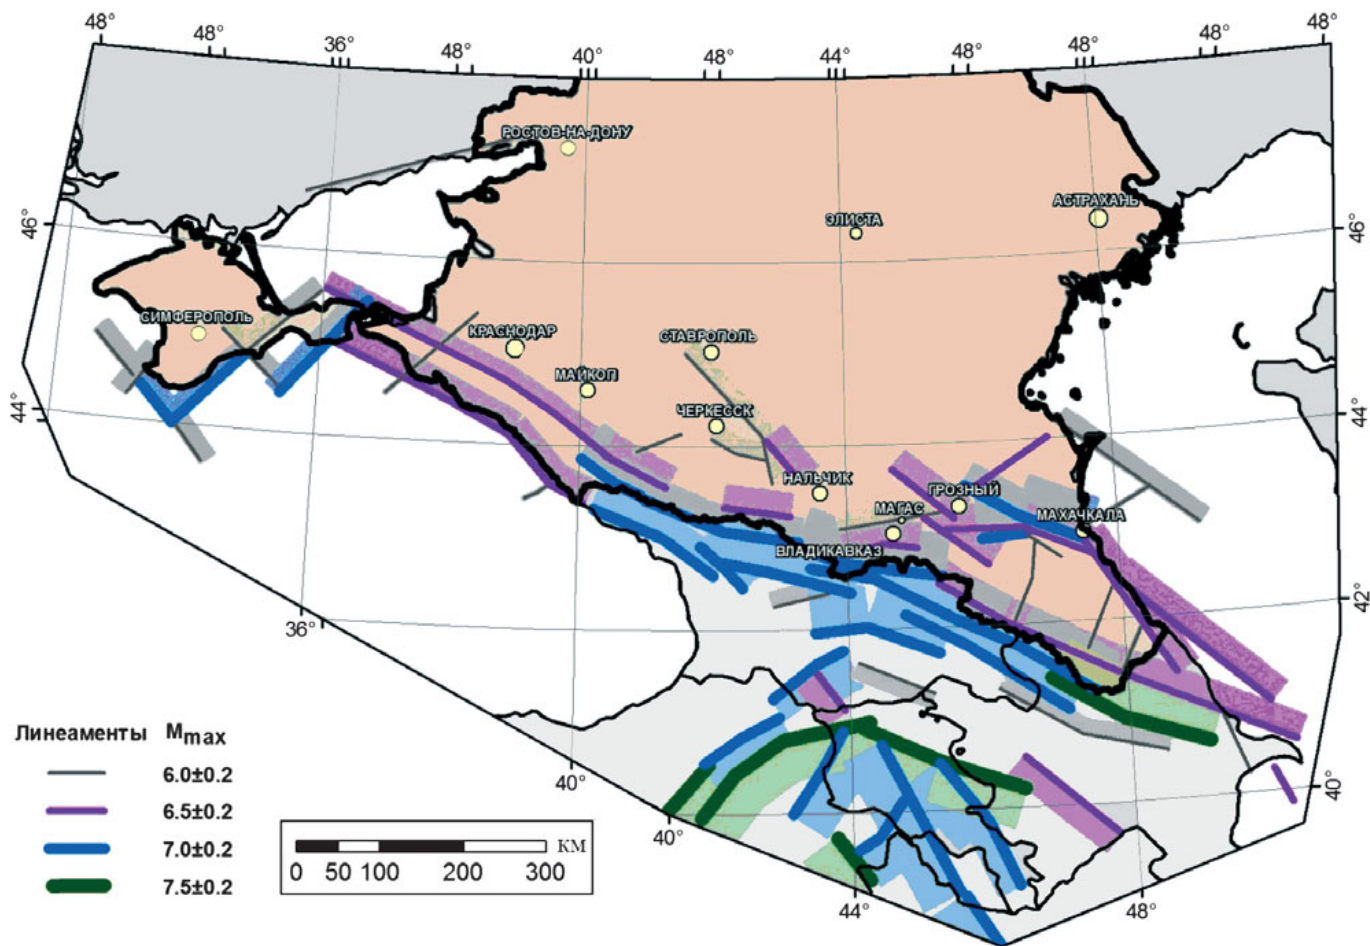 48° 48° 36° 48° 40° 48° 44° 48° 48° 48° 48°
РОСТОВ-НА-ДОНУ
АСТРАХАНЬ
ЭЛИСТА
46° 46°
СИМФЕРОПОЛЬ
КРАСНОДАР
СТАВРОПОЛЬ
МАЙКОП
44° 44°
ЧЕРКЕССК
НАЛЬЧИК
ГРОЗНЫЙ
МАГАС
МАХАЧКАЛА
ВЛАДИКАВКАЗ
42°
36°
Линеаменты Mmax
6.0±0.2
6.5±0.2
7.0±0.2
7.5±0.2
40° 40°
40°
КМ
0 50 100 200 300
44° 48°